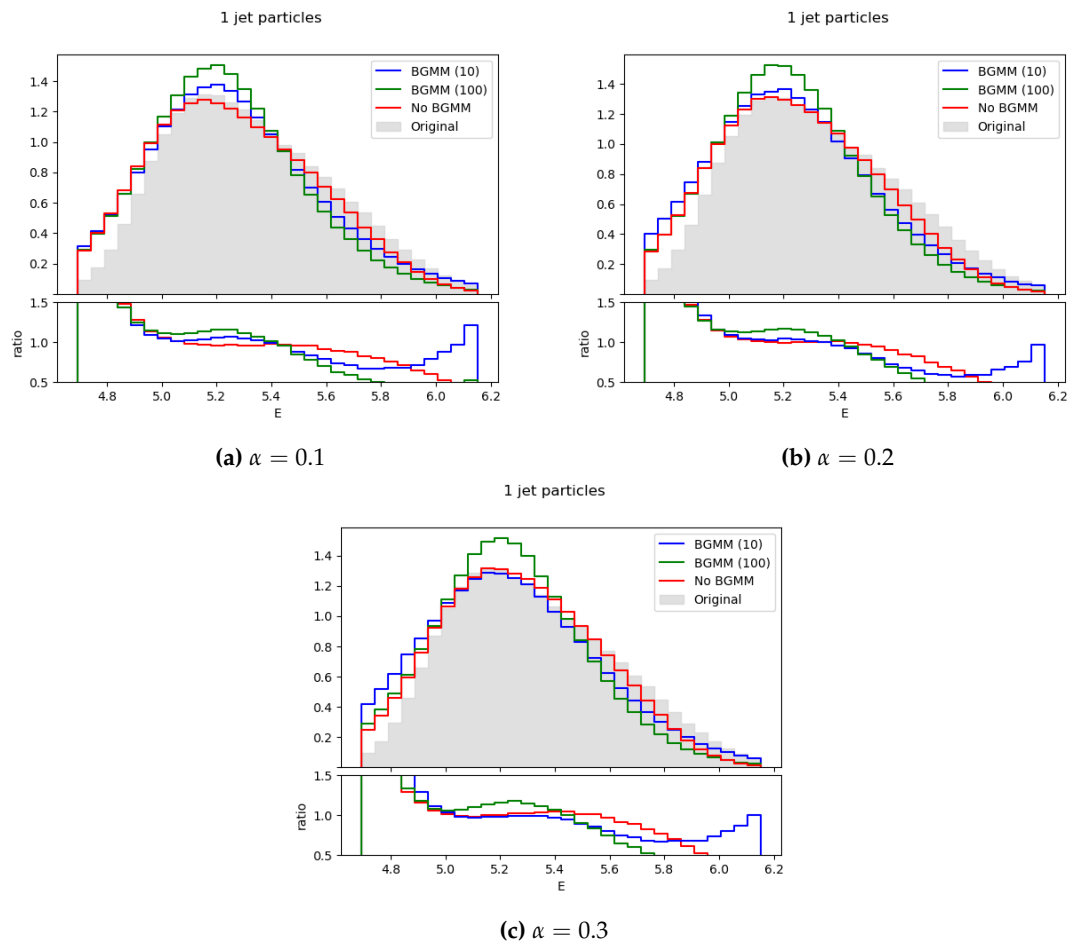 1 jet particles
BGMM (10)
BGMM (100)
No BGMM
Original
1.4
1.2
1.0
0.8
0.6
0.4
0.2
1.5
1.0
0.5
ratio
4.8 5.0 5.2 5.4 5.6 5.8 6.0 6.2
E
(a) α = 0.1
1 jet particles
BGMM (10)
BGMM (100)
No BGMM
Original
1.4
1.2
1.0
0.8
0.6
0.4
0.2
1.5
1.0
0.5
ratio
4.8 5.0 5.2 5.4 5.6 5.8 6.0 6.2
E
(b) α = 0.2
1 jet particles
BGMM (10)
BGMM (100)
No BGMM
Original
1.4
1.2
1.0
0.8
0.6
0.4
0.2
1.5
1.0
0.5
ratio
4.8 5.0 5.2 5.4 5.6 5.8 6.0 6.2
E
(c) α = 0.3